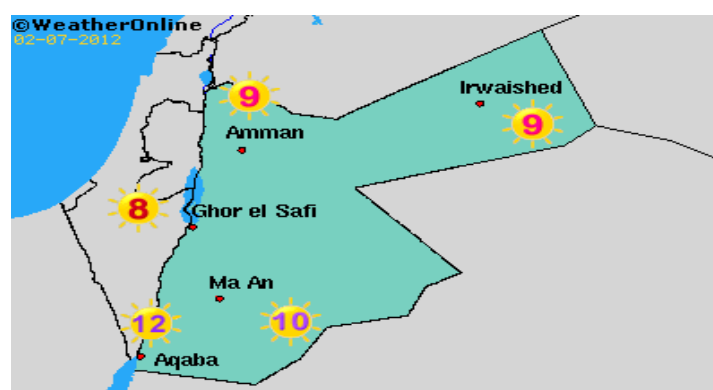 ©WeatherOnline
02-07-2012
9
Irwaished
9
Amman
8
Ghor el Safi
Ma An
12
10
Aqaba